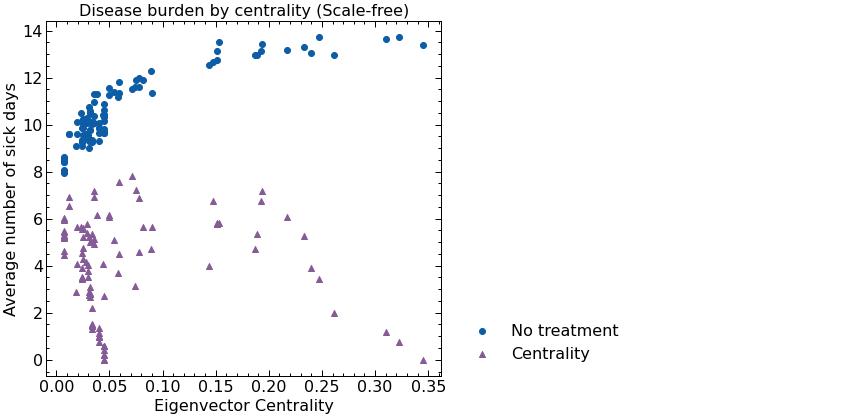 Disease burden by centrality (Scale-free)
Average number of sick days
14
12
10
8
6
4
2
0
0.00 0.05 0.10 0.15 0.20 0.25 0.30 0.35
Eigenvector Centrality
No treatment
Centrality